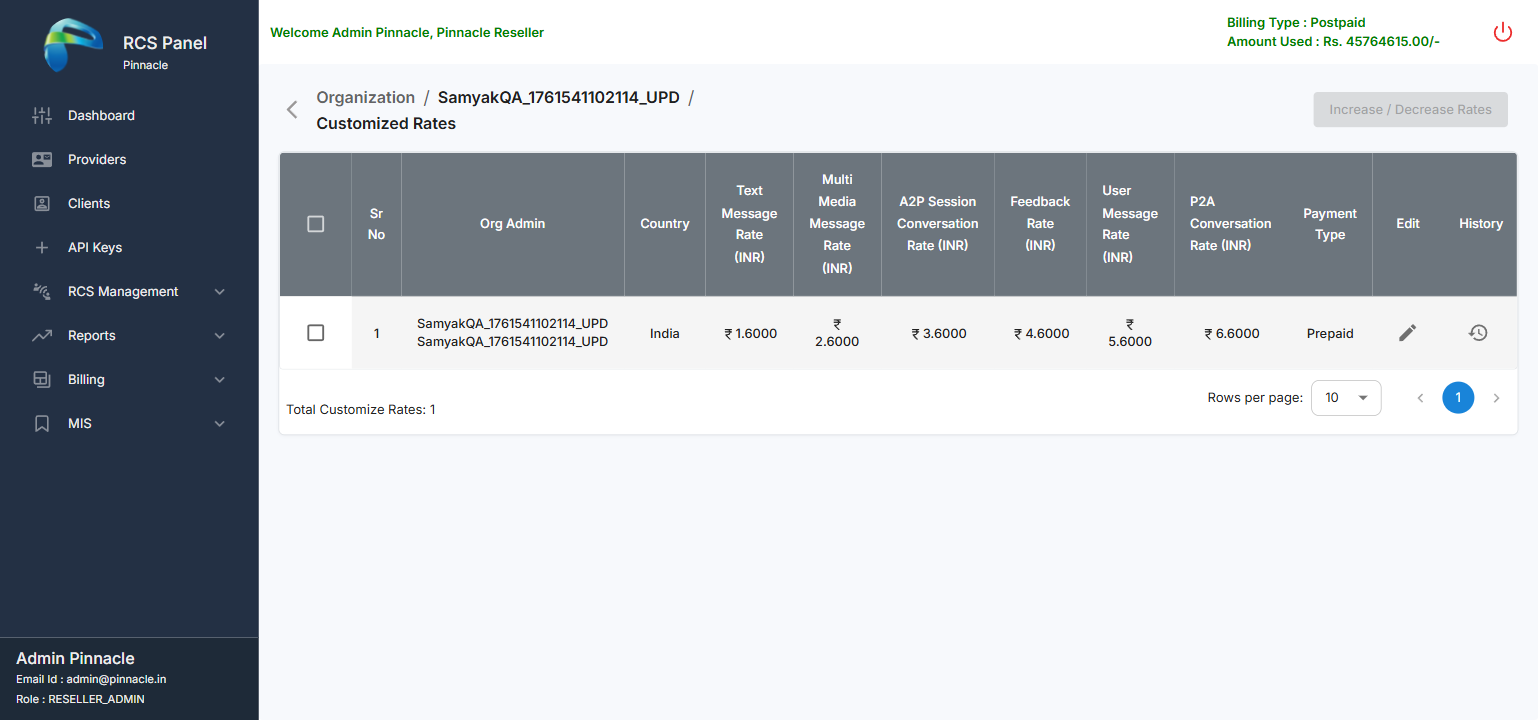 RCS Panel
Pinnacle
Dashboard
Providers
Clients
API Keys
RCS Management
Reports
Billing
MIS
Admin Pinnacle
Email Id : admin@pinnacle.in
Role : RESELLER_ADMIN
Welcome Admin Pinnacle, Pinnacle Reseller
Billing Type : Postpaid
Amount Used : Rs. 45764615.00/-
Organization / SamyakQA_1761541102114_UPD /
Customized Rates
Increase / Decrease Rates
Sr
No
Org Admin
Country
Text
Message
Rate
(INR)
Multi
Media
Message
Rate
(INR)
A2P Session
Conversation
Rate (INR)
Feedback
Rate
(INR)
User
Message
Rate
(INR)
P2A
Conversation
Rate (INR)
Payment
Type
Edit
History
1
SamyakQA_1761541102114_UPD
SamyakQA_1761541102114_UPD
India
₹ 1.6000
₹
2.6000
₹ 3.6000
₹ 4.6000
₹
5.6000
₹ 6.6000
Prepaid
Total Customize Rates: 1
Rows per page: 10
1